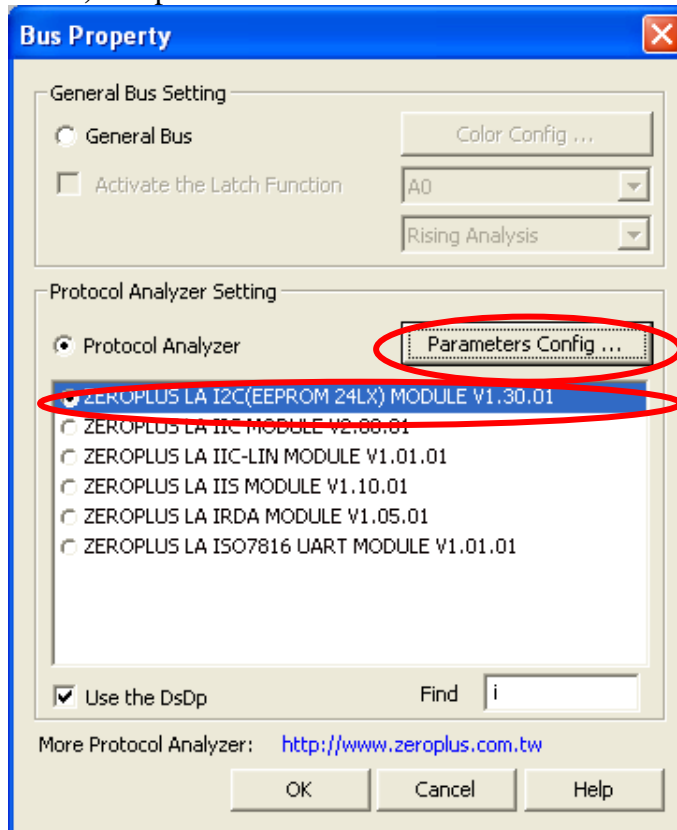 Bus Property
General Bus Setting
General Bus
Color Config ...
Activate the Latch Function
A0
Rising Analysis
Protocol Analyzer Setting
Protocol Analyzer
Parameters Config ...
ZEROPLUS LA I2C(EEPROM 24LX) MODULE V1.30.01
ZEROPLUS LA IIC MODULE V2.00.01
ZEROPLUS LA IIC-LIN MODULE V1.01.01
ZEROPLUS LA IIS MODULE V1.10.01
ZEROPLUS LA IRDA MODULE V1.05.01
ZEROPLUS LA ISO7816 UART MODULE V1.01.01
Use the DsDp
Find i
More Protocol Analyzer: http://www.zeroplus.com.tw
OK Cancel Help